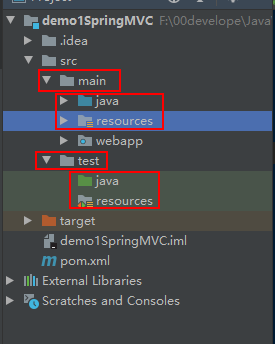 demo1SpringMVC F:\00develope\Java
.idea
src
main
java
resources
webapp
test
java
resources
target
demo1SpringMVC.iml
pom.xml
External Libraries
Scratches and Consoles